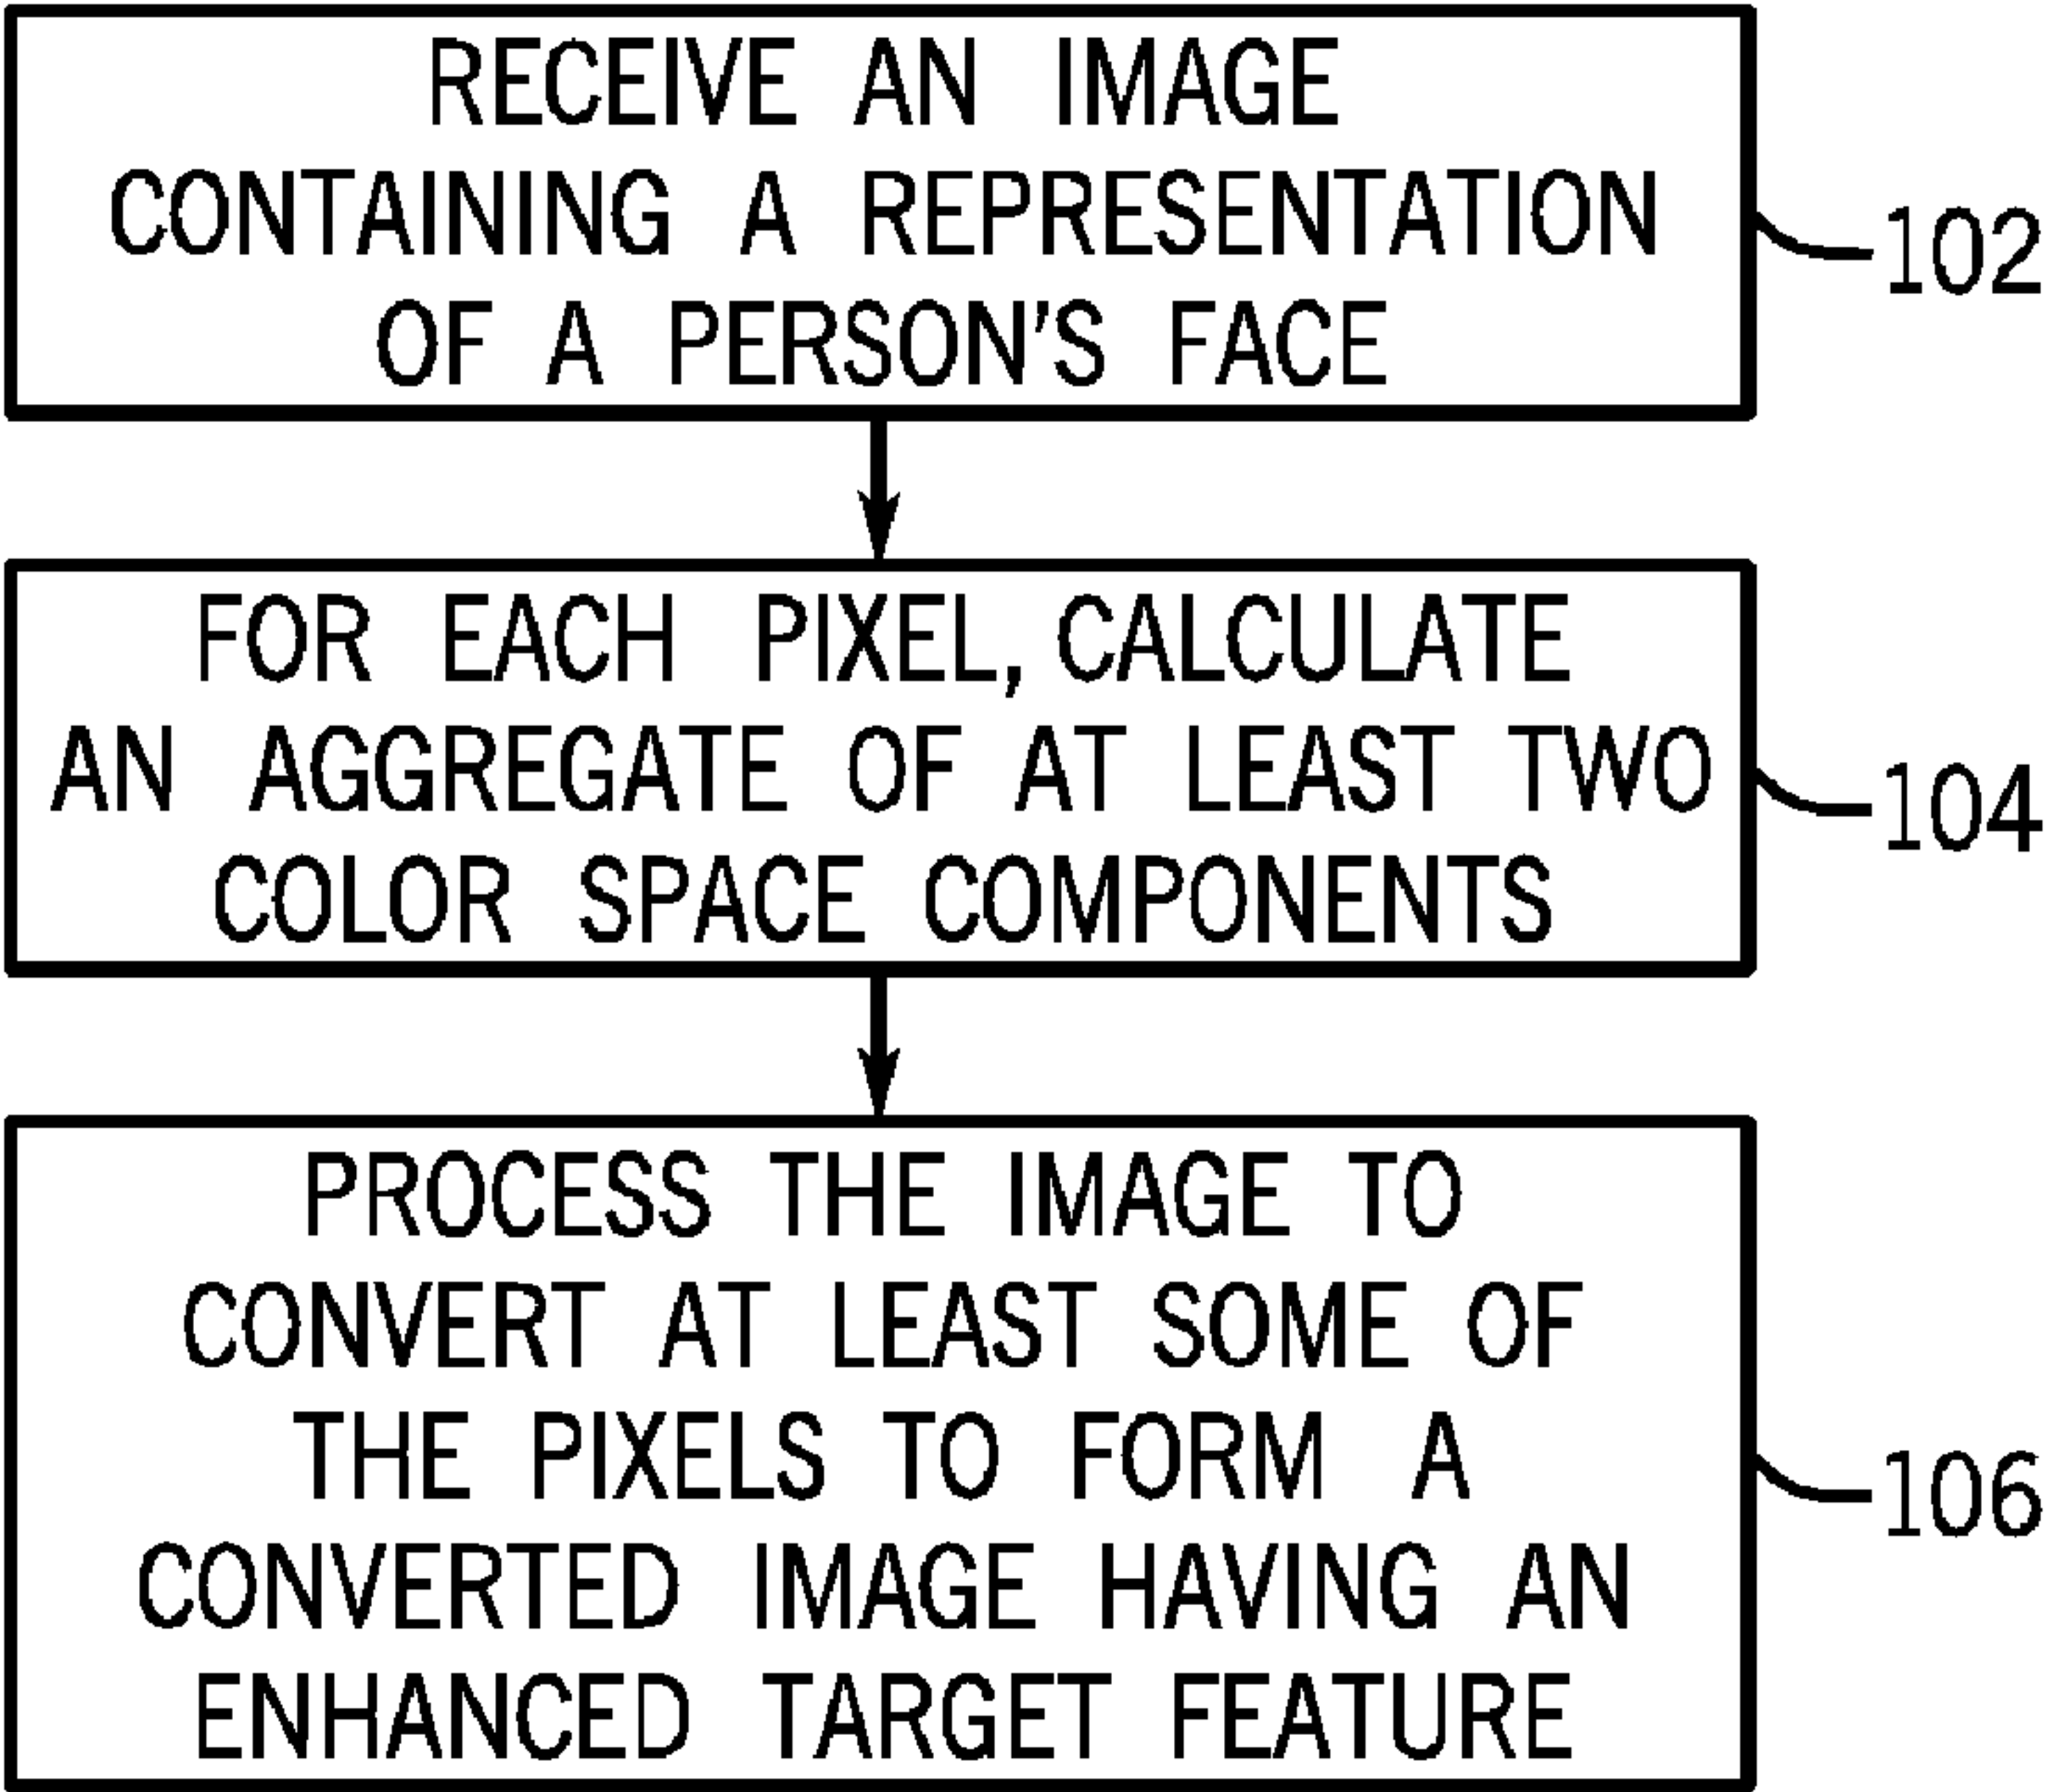 RECEIVE AN IMAGE
CONTAINING A REPRESENTATION
OF A PERSON'S FACE
102
FOR EACH PIXEL, CALCULATE
AN AGGREGATE OF AT LEAST TWO
COLOR SPACE COMPONENTS
104
PROCESS THE IMAGE TO
CONVERT AT LEAST SOME OF
THE PIXELS TO FORM A
CONVERTED IMAGE HAVING AN
ENHANCED TARGET FEATURE
106